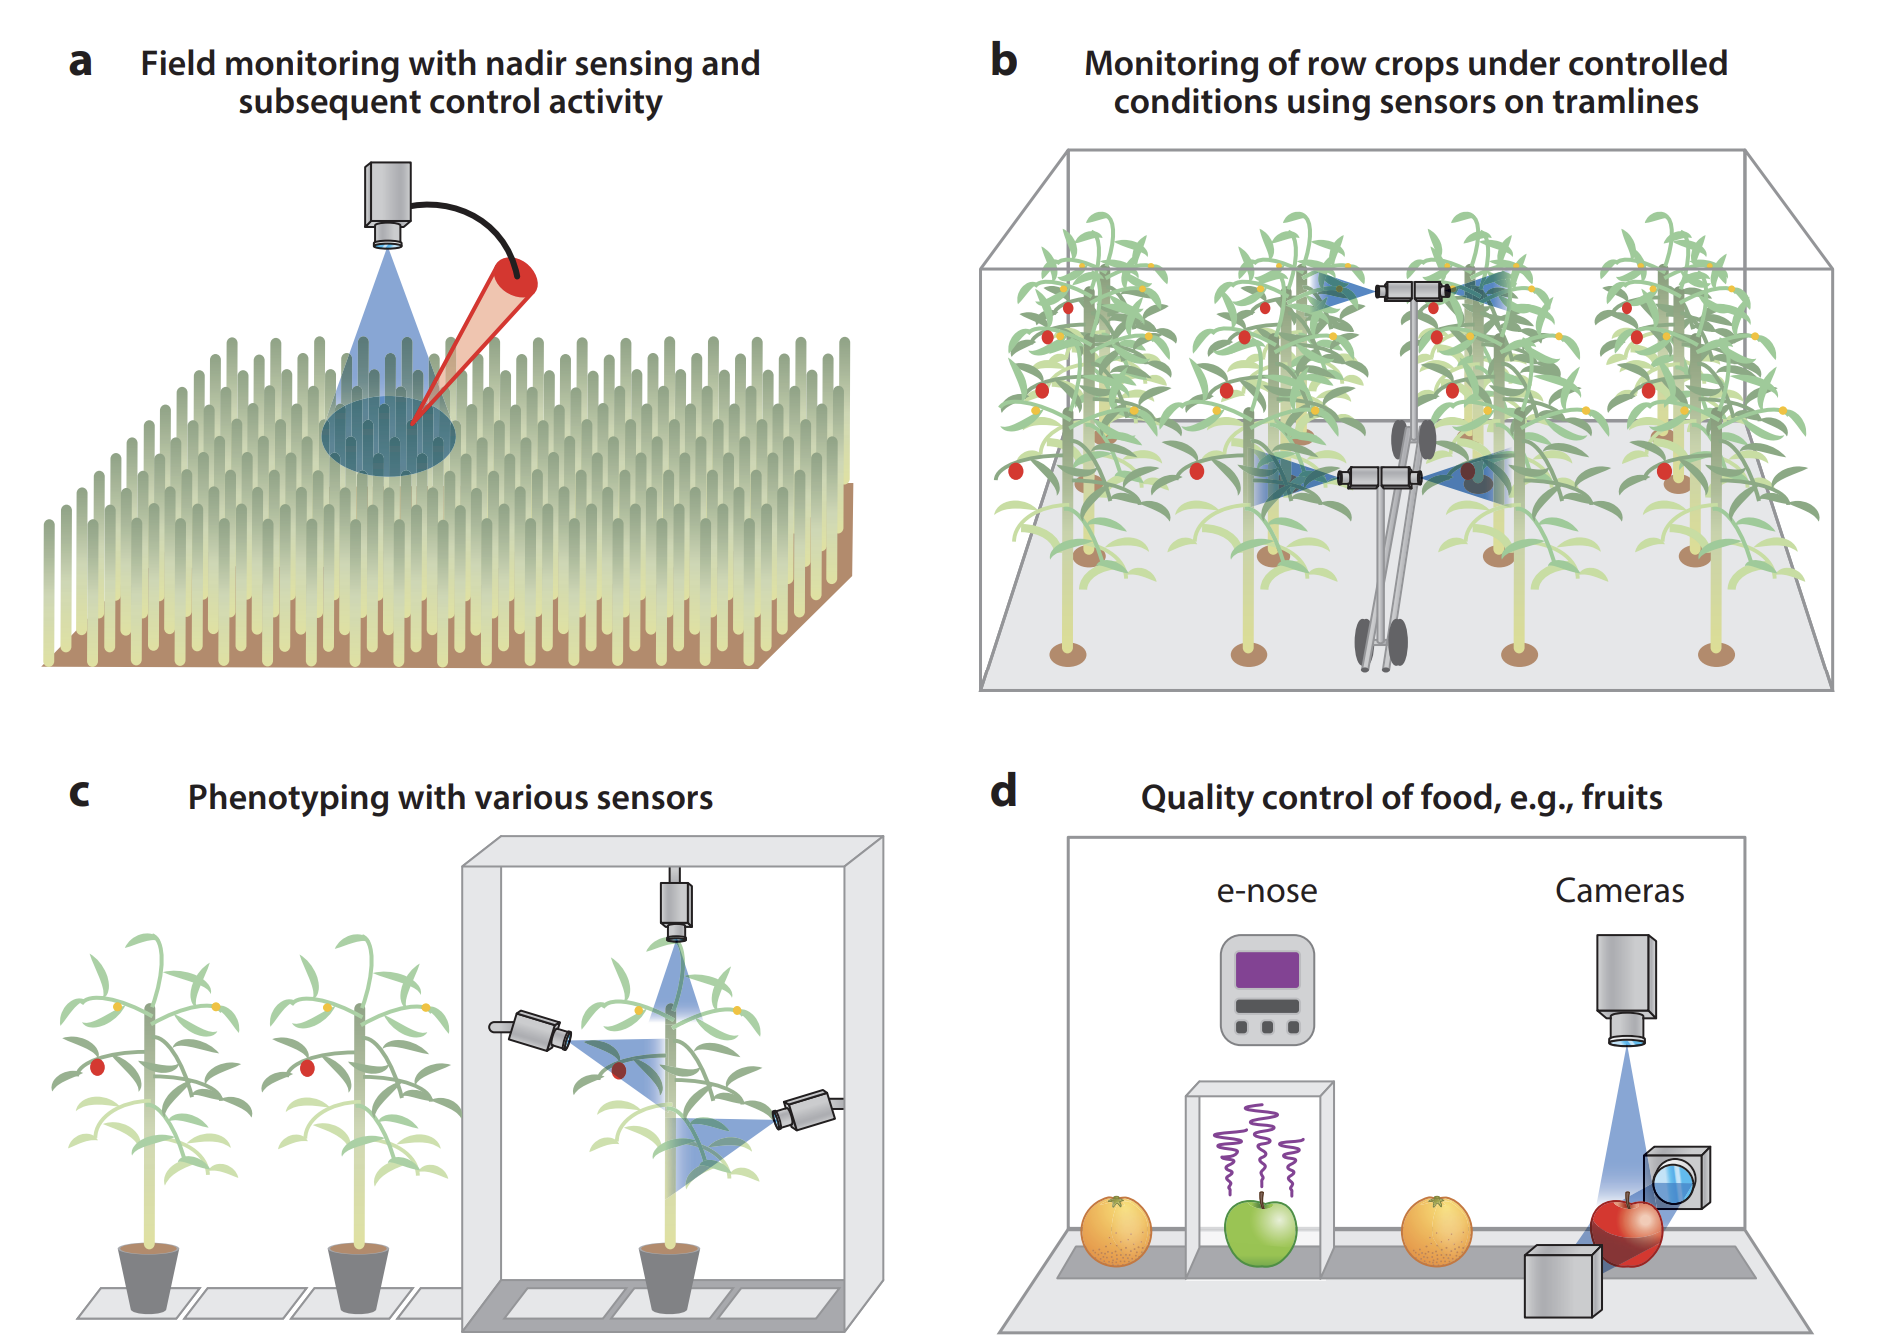 a
Field monitoring with nadir sensing and
subsequent control activity
b
Monitoring of row crops under controlled
conditions using sensors on tramlines
c
Phenotyping with various sensors
d
Quality control of food, e.g., fruits
e-nose
Cameras